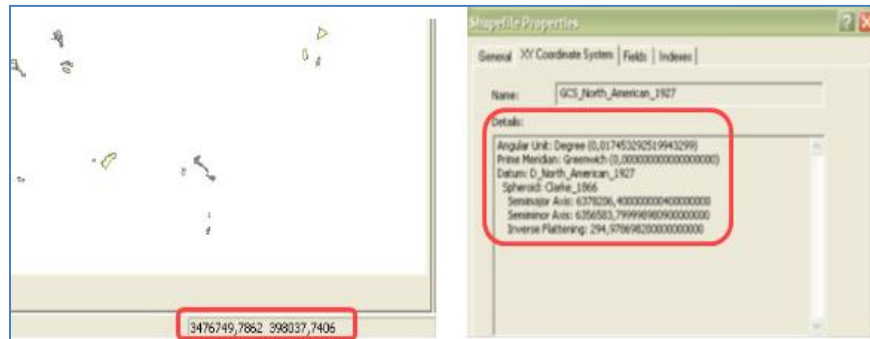 3476749,7862 398037,7406
Shapefile Properties
General XY Coordinate System Fields Indexes
Name: GCS_North_American_1927
Details:
Angular Unit: Degree (0,017453292519943299)
Prime Meridian: Greenwich (0,000000000000000000)
Datum: D_North_American_1927
Spheroid: Clarke_1866
Semimajor Axis: 6378206,400000000400000000
Semiminor Axis: 6356583,799998980900000000
Inverse Flattening: 294,978698200000000000